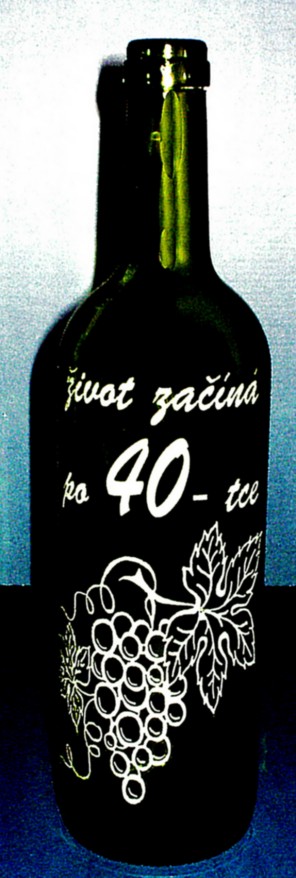 život začíná
po 40- tce